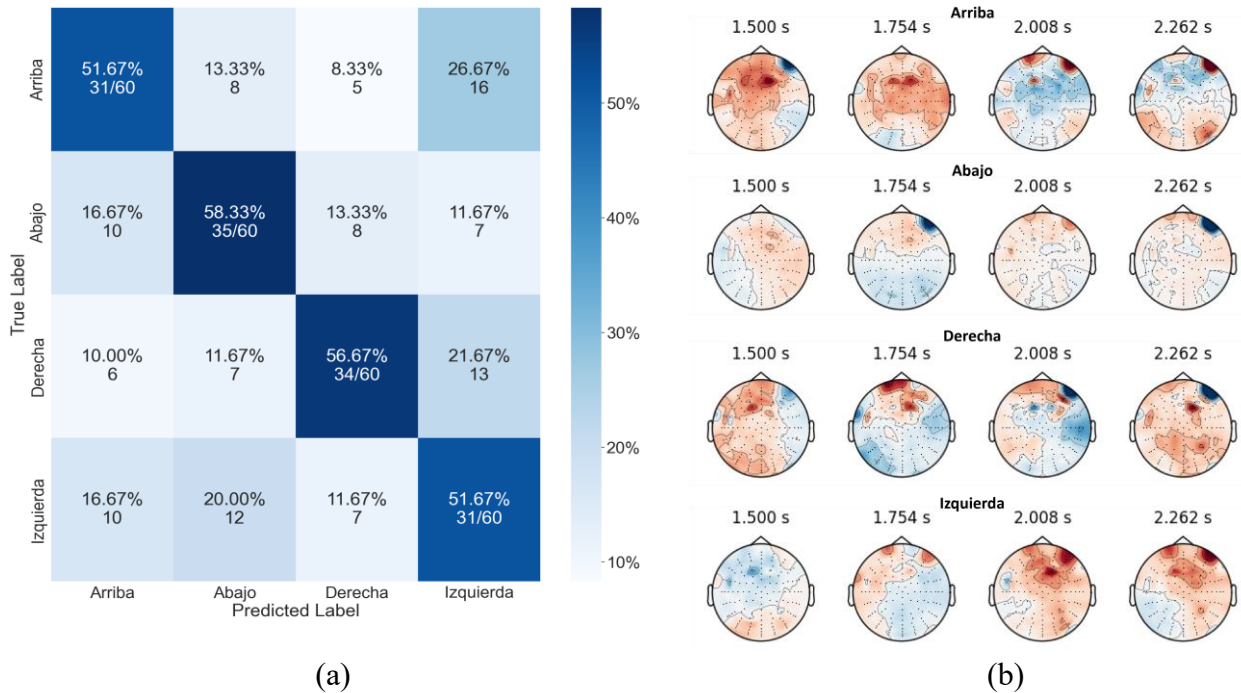 51.67%
31/60
13.33%
8
8.33%
5
26.67%
16
16.67%
10
58.33%
35/60
13.33%
8
11.67%
7
10.00%
6
11.67%
7
56.67%
34/60
21.67%
13
16.67%
10
20.00%
12
11.67%
7
51.67%
31/60
True Label
Arriba
Abajo
Derecha
Izquierda
Arriba Abajo Derecha Izquierda
Predicted Label
50%
40%
30%
20%
10%
(a)
Arriba
1.500 s 1.754 s 2.008 s 2.262 s
Abajo
1.500 s 1.754 s 2.008 s 2.262 s
Derecha
1.500 s 1.754 s 2.008 s 2.262 s
Izquierda
1.500 s 1.754 s 2.008 s 2.262 s
(b)